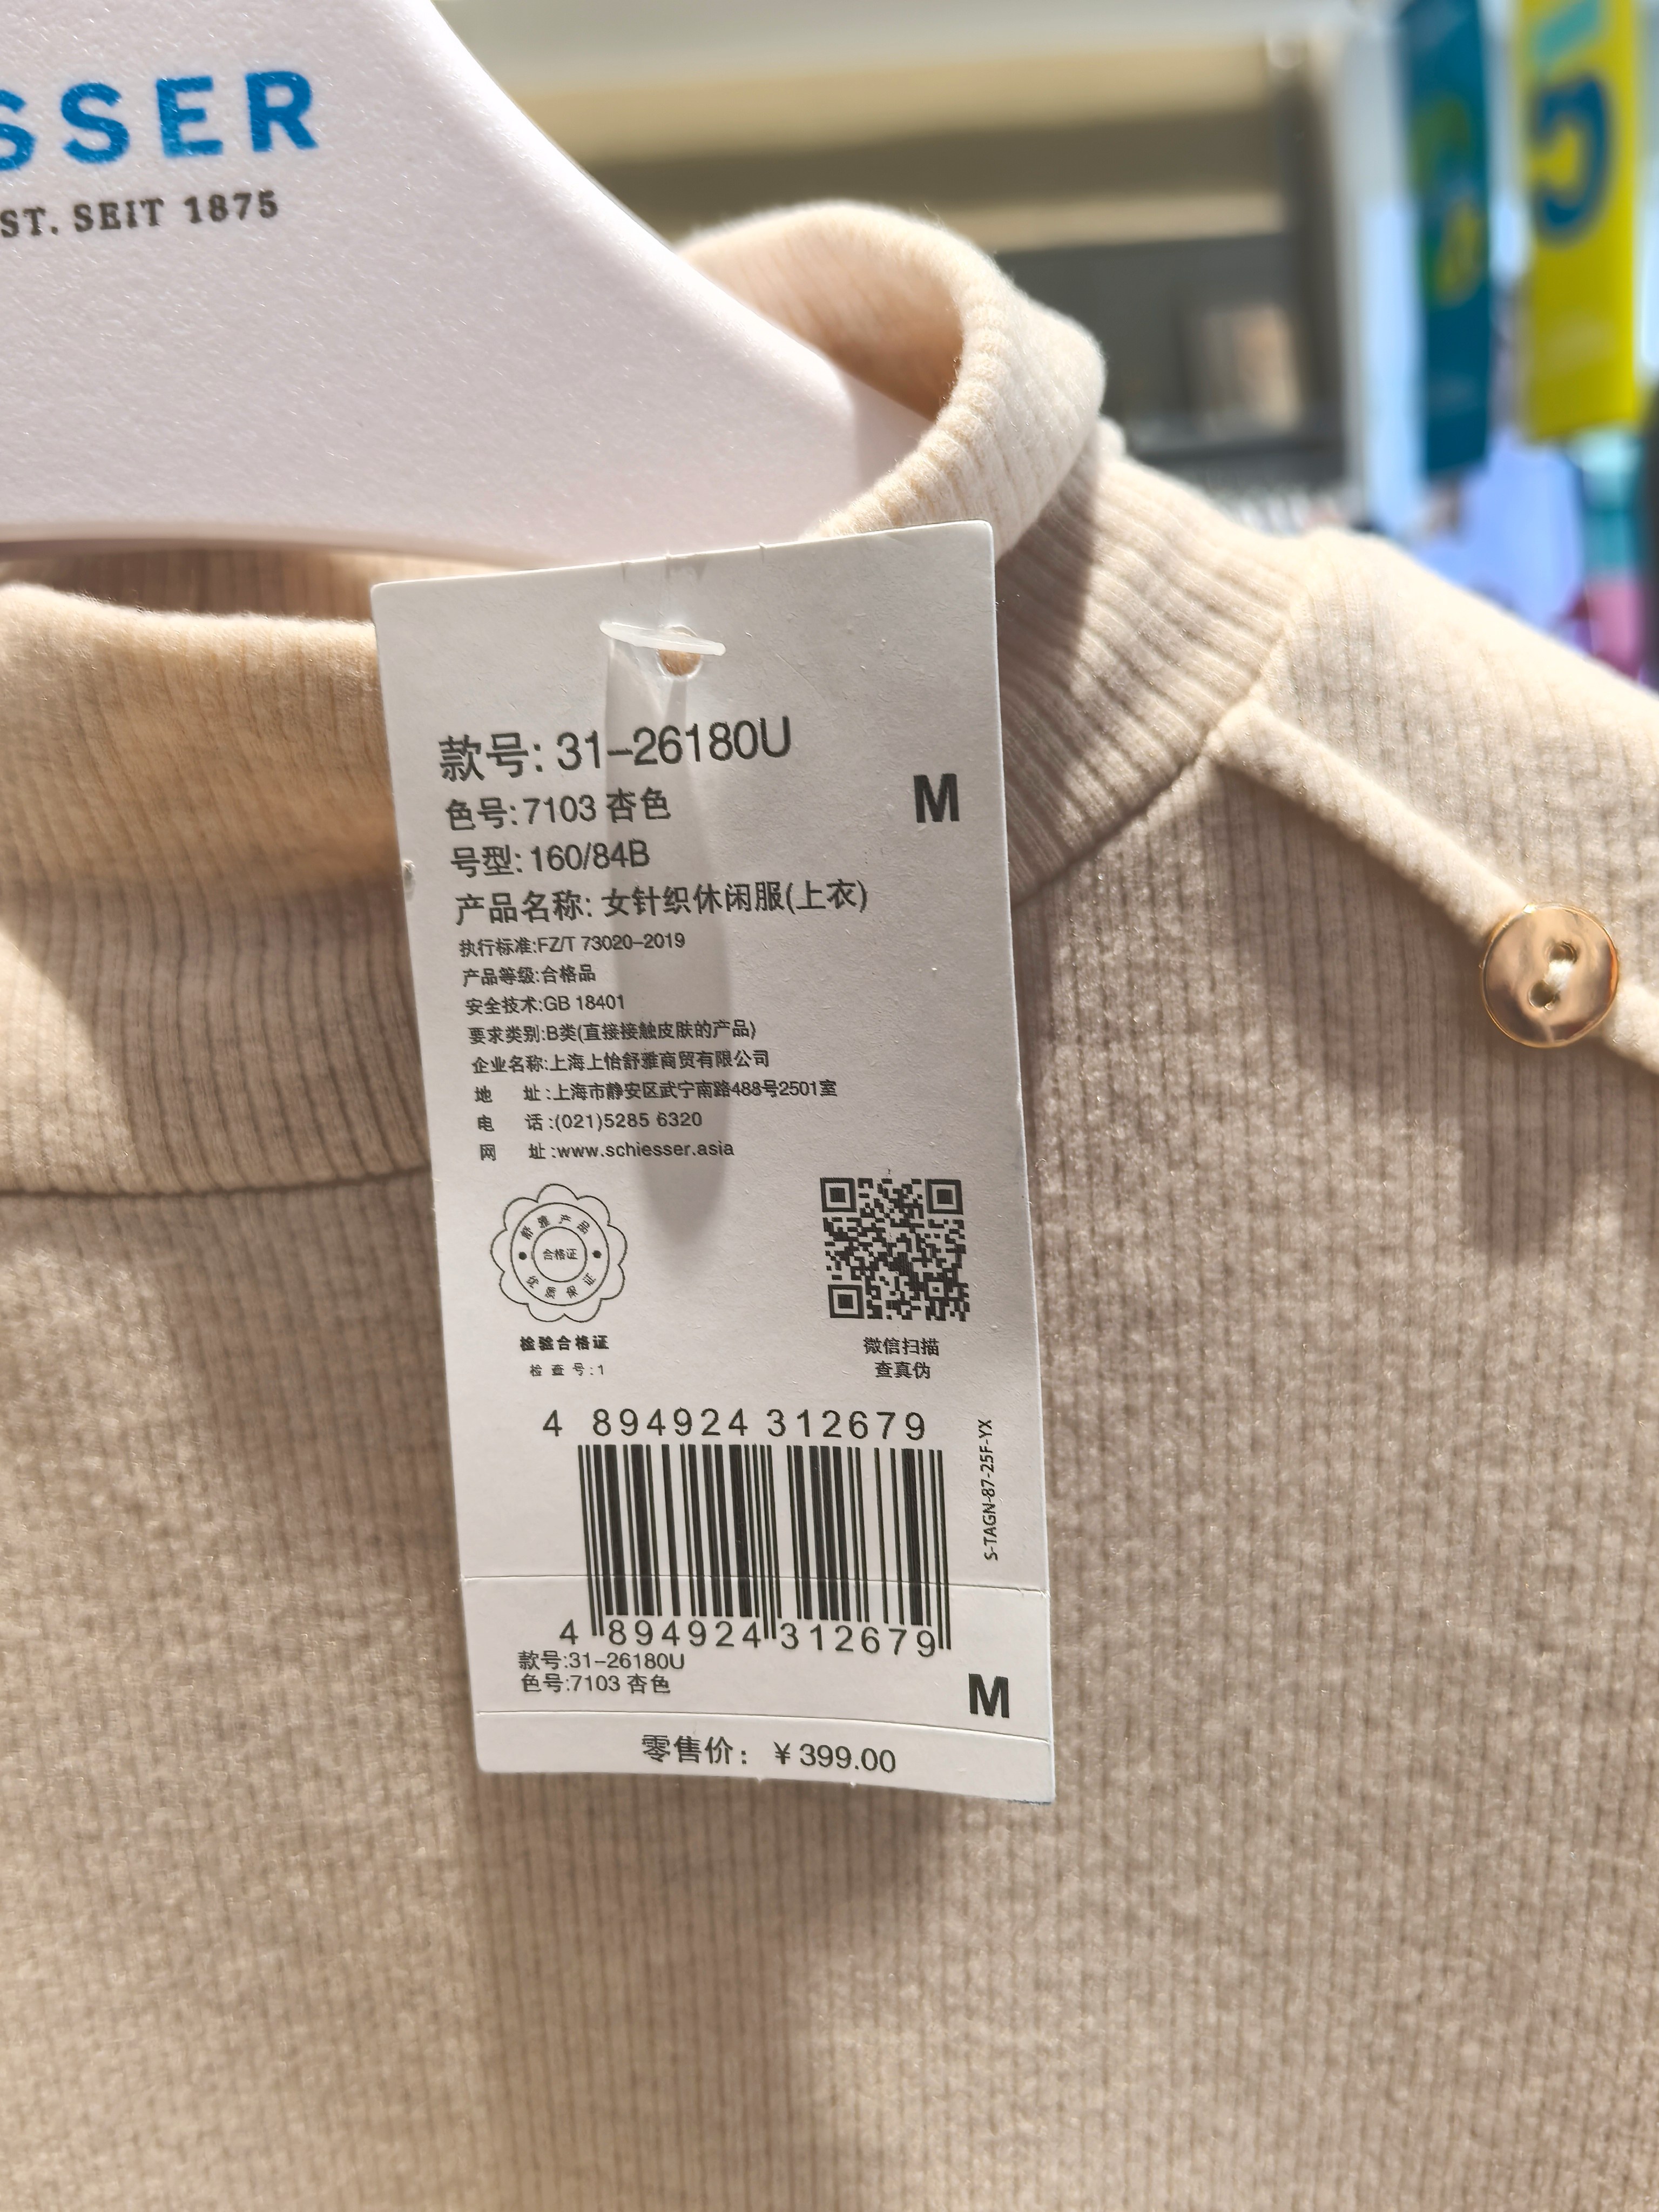 SSER
ST. SEIT 1875
款号: 31-26180U
M
色号:7103 杏色
号型: 160/84B
产品名称: 女针织休闲服(上衣)
执行标准:FZ/T 73020-2019
产品等级:合格品
安全技术:GB 18401
要求类别:B类(直接接触皮肤的产品)
企业名称:上海上怡舒雅商贸有限公司
地 址:上海市静安区武宁南路488号2501室
电 话:(021)5285 6320
网 址:www.schiesser.asia
舒雅产品
合格证
优质保证
检验合格证
检查号:1
微信扫描
查真伪
4 894924 312679
S-TAGN-87-25F-YX
4 894924 312679
款号:31-26180U
色号:7103 杏色
M
零售价: ¥399.00